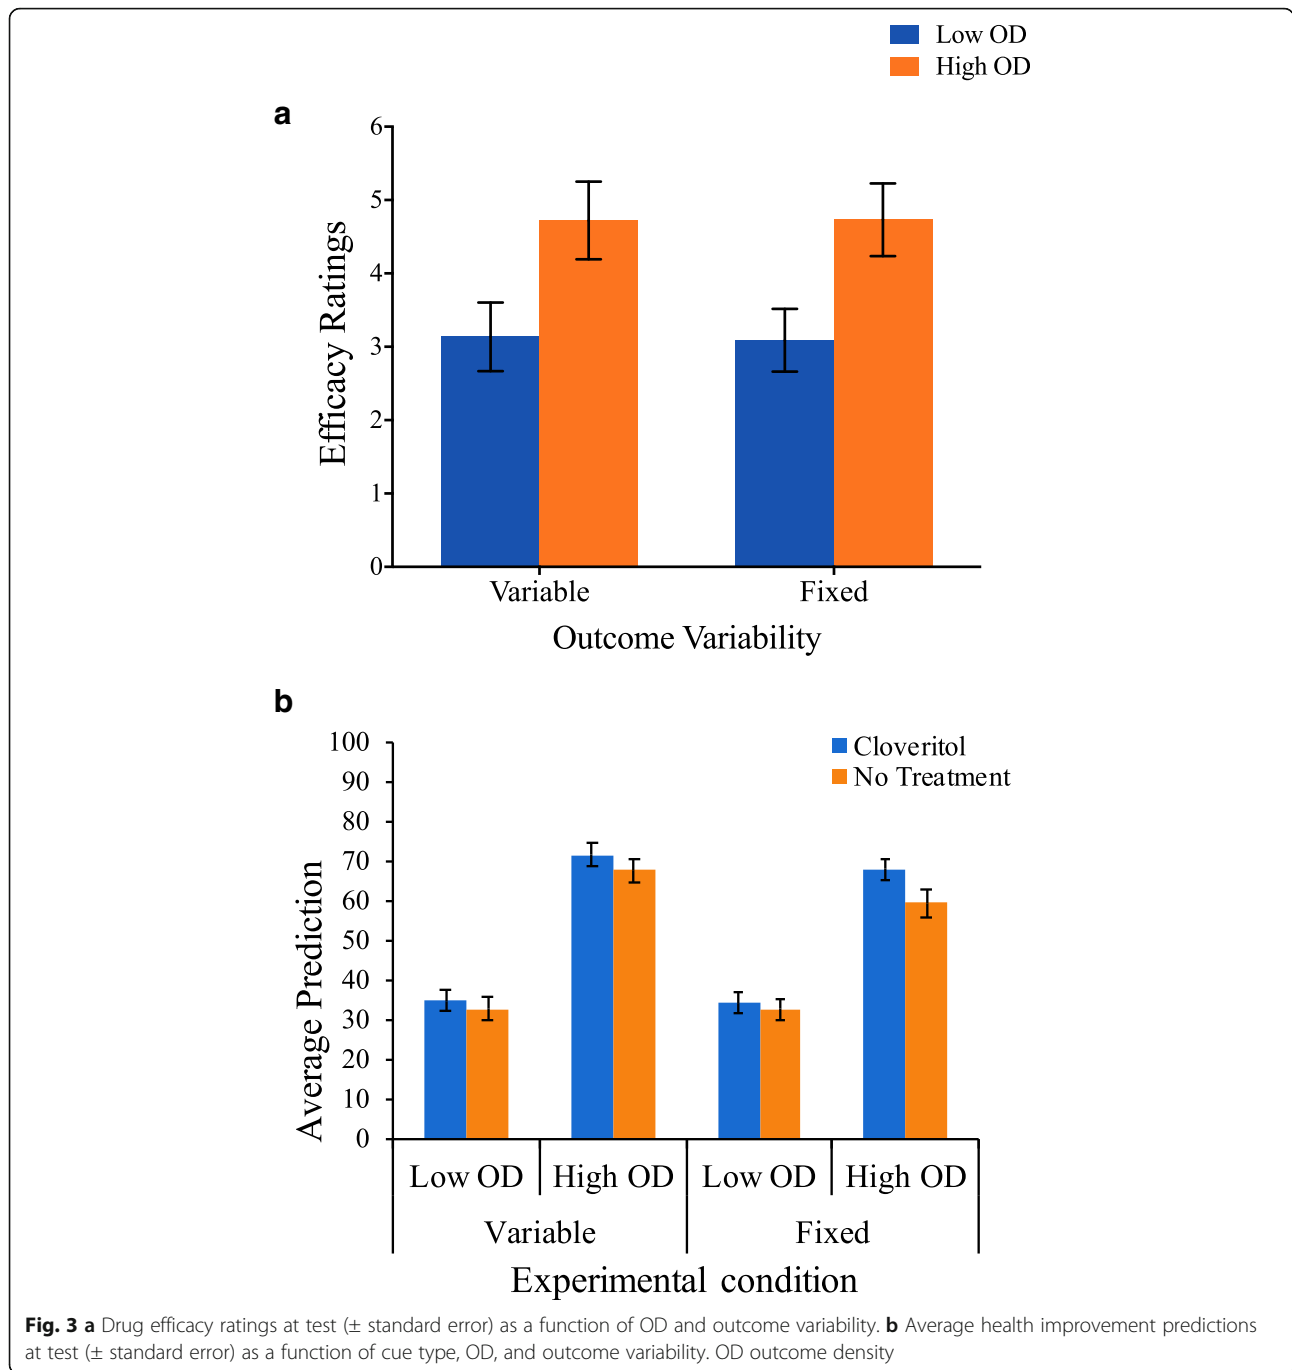 Low OD
High OD
a
6
5
4
3
2
1
0
Efficacy Ratings
Variable Fixed
Outcome Variability
b
Cloveritol
No Treatment
100
90
80
70
60
50
40
30
20
10
0
Average Prediction
Low OD High OD Low OD High OD
Variable Fixed
Experimental condition
Fig. 3 a Drug efficacy ratings at test (± standard error) as a function of OD and outcome variability. b Average health improvement predictions
at test (± standard error) as a function of cue type, OD, and outcome variability. OD outcome density